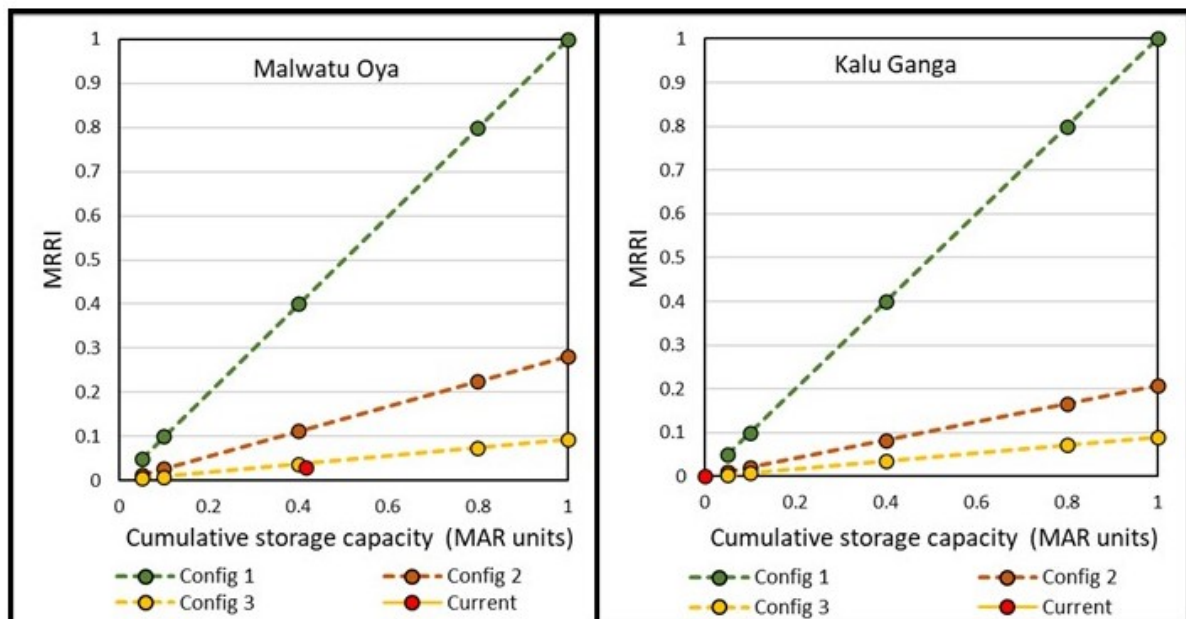 Malwatu Oya
1
0.9
0.8
0.7
0.6
0.5
0.4
0.3
0.2
0.1
0
MRRI
0 0.2 0.4 0.6 0.8 1
Cumulative storage capacity (MAR units)
Config 1 Config 2
Config 3 Current
Kalu Ganga
1
0.9
0.8
0.7
0.6
0.5
0.4
0.3
0.2
0.1
0
MRRI
0 0.2 0.4 0.6 0.8 1
Cumulative storage capacity (MAR units)
Config 1 Config 2
Config 3 Current